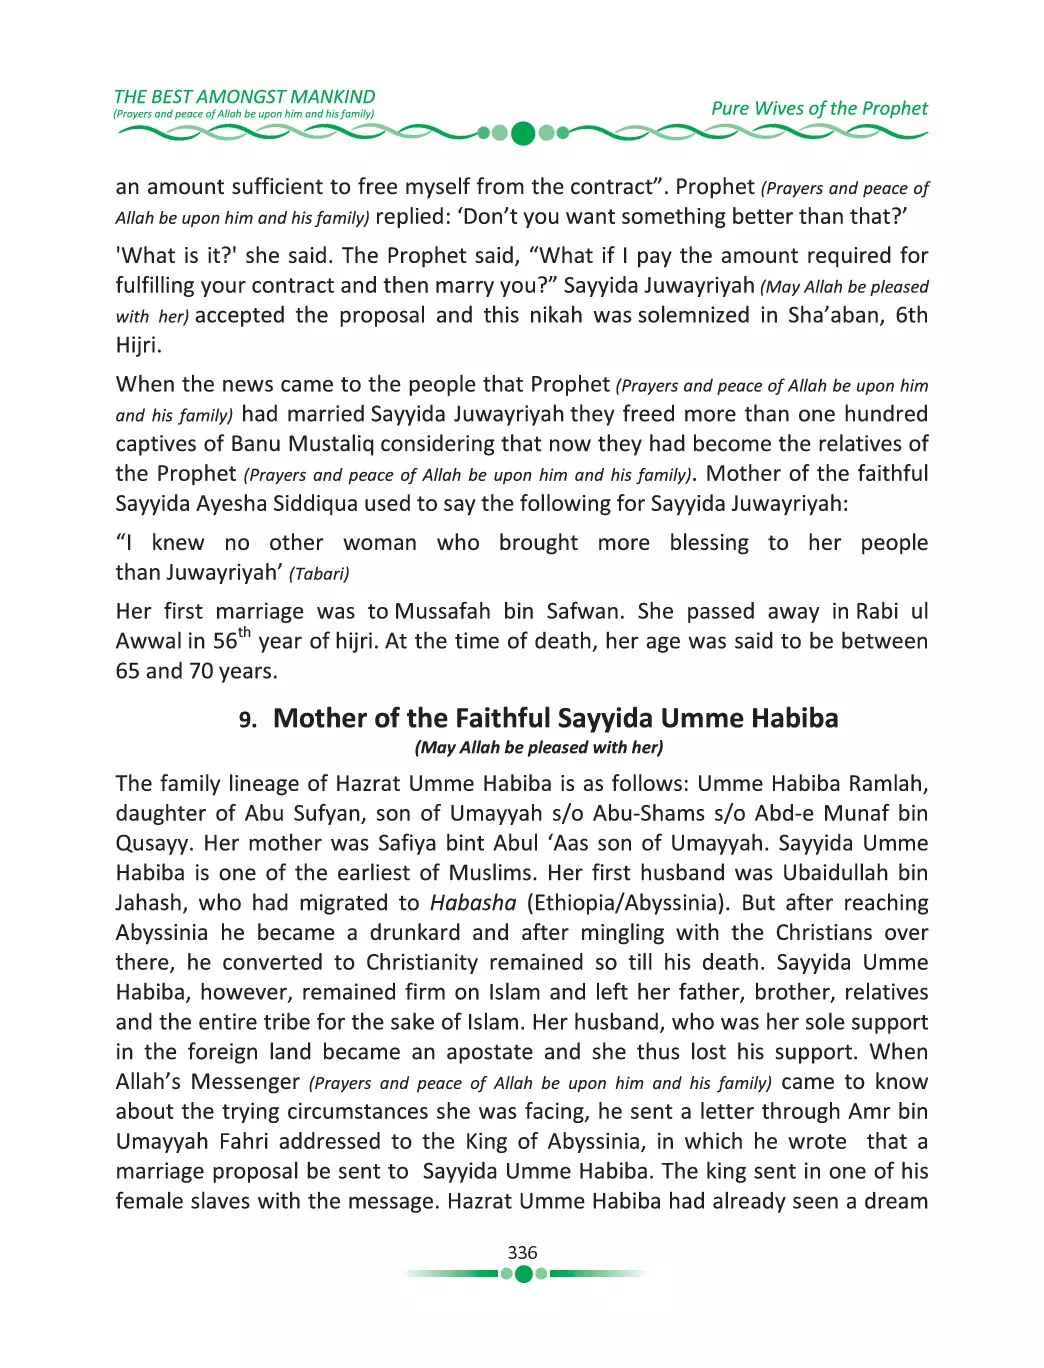 THE BEST AMONGST MANKIND
(Prayers and peace of Allah be upon him and his family)
Pure Wives of the Prophet
an amount sufficient to free myself from the contract”. Prophet (Prayers and peace of
Allah be upon him and his family) replied: ‘Don’t you want something better than that?’
'What is it?' she said. The Prophet said, “What if I pay the amount required for
fulfilling your contract and then marry you?” Sayyida Juwayriyah (May Allah be pleased
with her) accepted the proposal and this nikah was solemnized in Sha’aban, 6th
Hijri.
When the news came to the people that Prophet (Prayers and peace of Allah be upon him
and his family) had married Sayyida Juwayriyah they freed more than one hundred
captives of Banu Mustaliq considering that now they had become the relatives of
the Prophet (Prayers and peace of Allah be upon him and his family). Mother of the faithful
Sayyida Ayesha Siddiqua used to say the following for Sayyida Juwayriyah:
“I knew no other woman who brought more blessing to her people
than Juwayriyah’ (Tabari)
Her first marriage was to Mussafah bin Safwan. She passed away in Rabi ul
Awwal in 56th year of hijri. At the time of death, her age was said to be between
65 and 70 years.
9. Mother of the Faithful Sayyida Umme Habiba
(May Allah be pleased with her)
The family lineage of Hazrat Umme Habiba is as follows: Umme Habiba Ramlah,
daughter of Abu Sufyan, son of Umayyah s/o Abu-Shams s/o Abd-e Munaf bin
Qusayy. Her mother was Safiya bint Abul ‘Aas son of Umayyah. Sayyida Umme
Habiba is one of the earliest of Muslims. Her first husband was Ubaidullah bin
Jahash, who had migrated to Habasha (Ethiopia/Abyssinia). But after reaching
Abyssinia he became a drunkard and after mingling with the Christians over
there, he converted to Christianity remained so till his death. Sayyida Umme
Habiba, however, remained firm on Islam and left her father, brother, relatives
and the entire tribe for the sake of Islam. Her husband, who was her sole support
in the foreign land became an apostate and she thus lost his support. When
Allah’s Messenger (Prayers and peace of Allah be upon him and his family) came to know
about the trying circumstances she was facing, he sent a letter through Amr bin
Umayyah Fahri addressed to the King of Abyssinia, in which he wrote that a
marriage proposal be sent to Sayyida Umme Habiba. The king sent in one of his
female slaves with the message. Hazrat Umme Habiba had already seen a dream
336